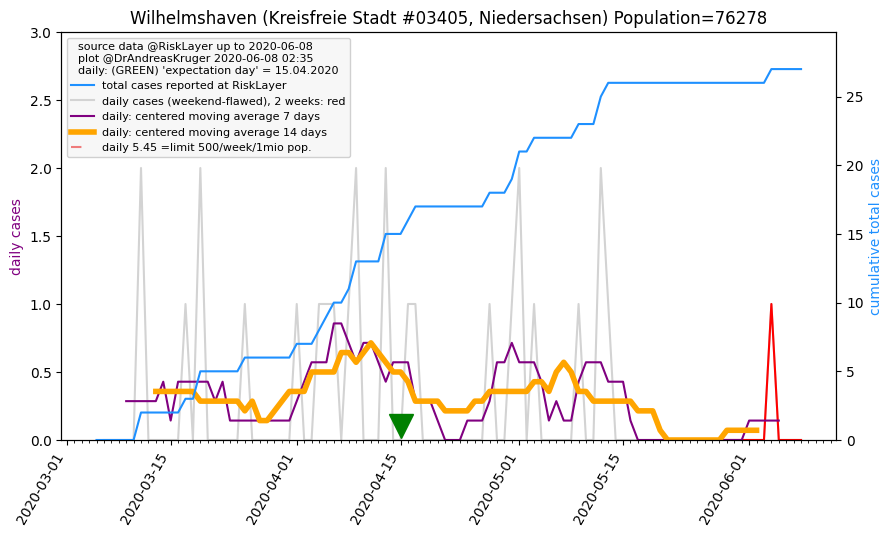 Wilhelmshaven (Kreisfreie Stadt #03405, Niedersachsen) Population=76278
source data @RiskLayer up to 2020-06-08
plot @DrAndreasKruger 2020-06-08 02:35
daily: (GREEN) 'expectation day' = 15.04.2020
total cases reported at RiskLayer
daily cases (weekend-flawed), 2 weeks: red
daily: centered moving average 7 days
daily: centered moving average 14 days
daily 5.45 =limit 500/week/1mio pop.
daily cases
3.0
2.5
2.0
1.5
1.0
0.5
0.0
cumulative total cases
25
20
15
10
5
0
2020-03-01
2020-03-15
2020-04-01
2020-04-15
2020-05-01
2020-05-15
2020-06-01